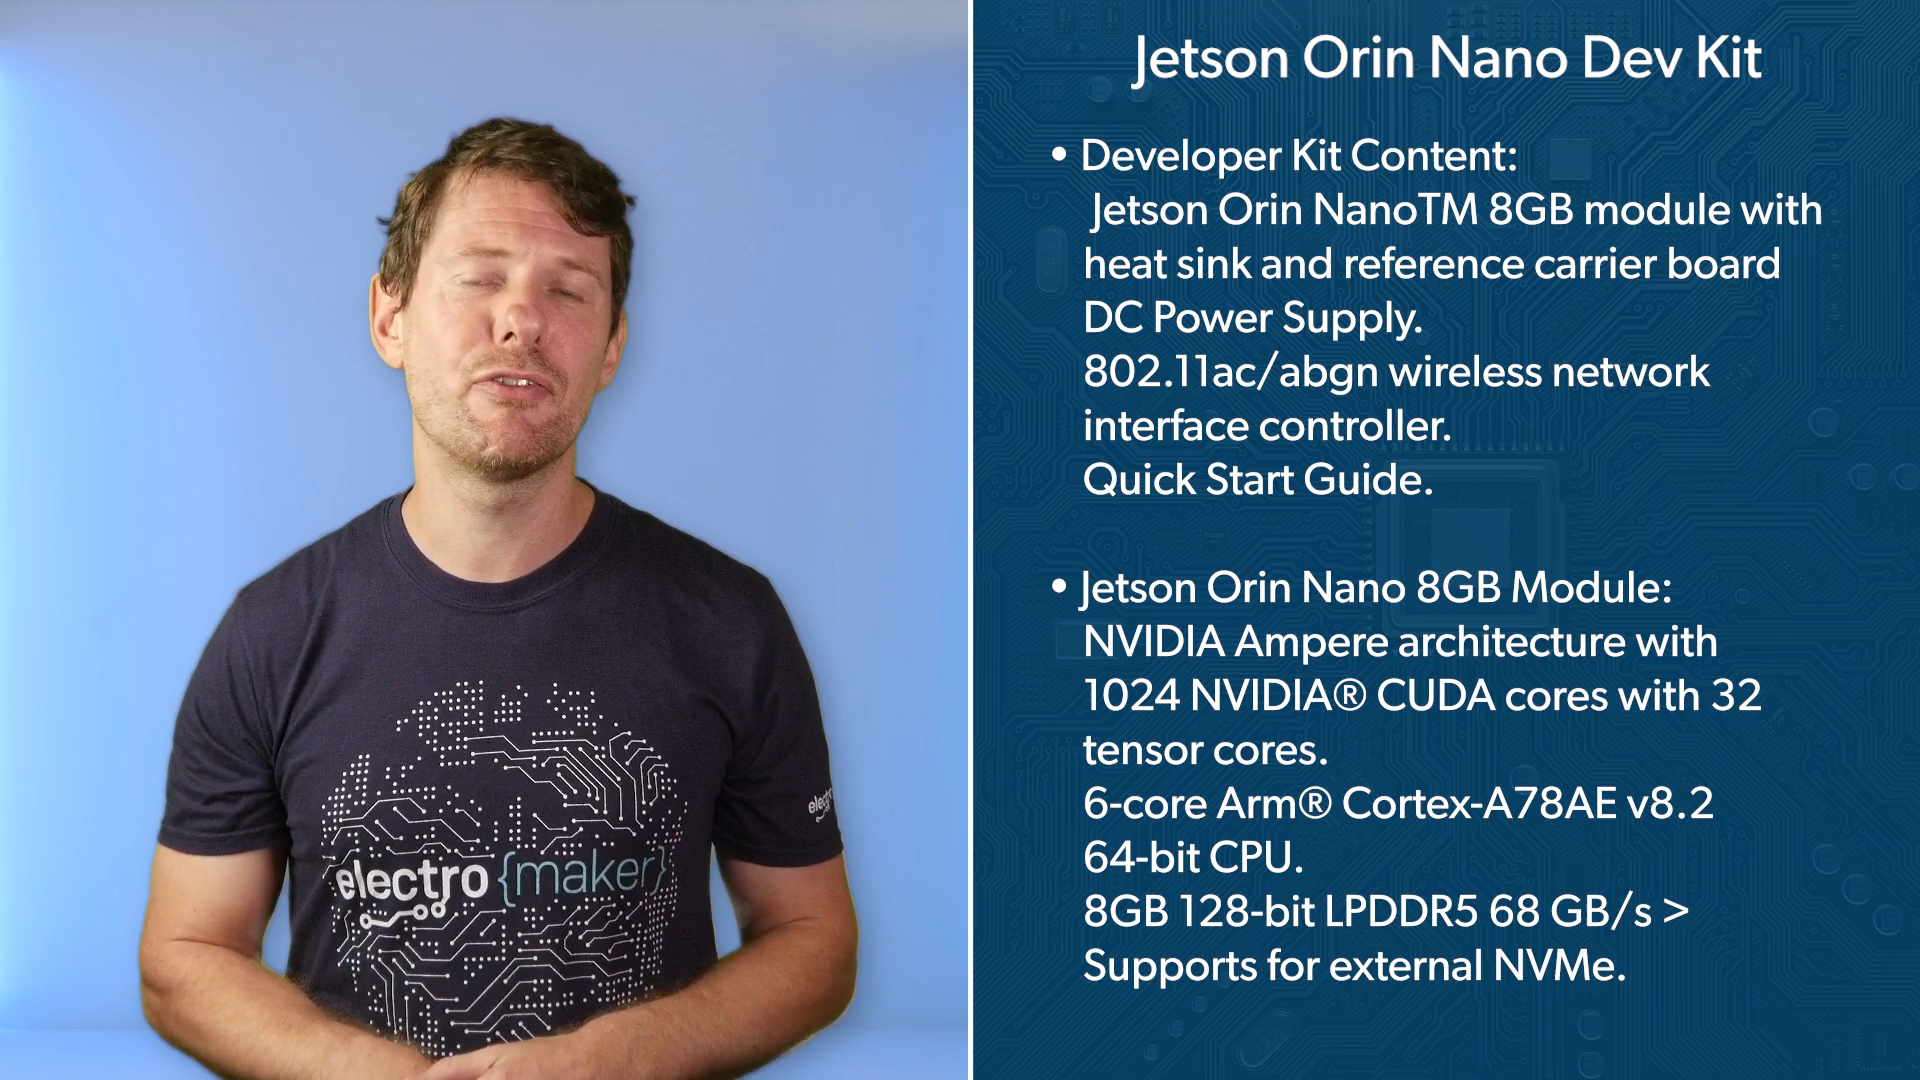 Jetson Orin Nano Dev Kit
• Developer Kit Content:
Jetson Orin NanoTM 8GB module with
heat sink and reference carrier board
DC Power Supply.
802.11ac/abgn wireless network
interface controller.
Quick Start Guide.
• Jetson Orin Nano 8GB Module:
NVIDIA Ampere architecture with
1024 NVIDIA® CUDA cores with 32
tensor cores.
6-core Arm® Cortex-A78AE v8.2
64-bit CPU.
8GB 128-bit LPDDR5 68 GB/s >
Supports for external NVMe.
electro{maker}